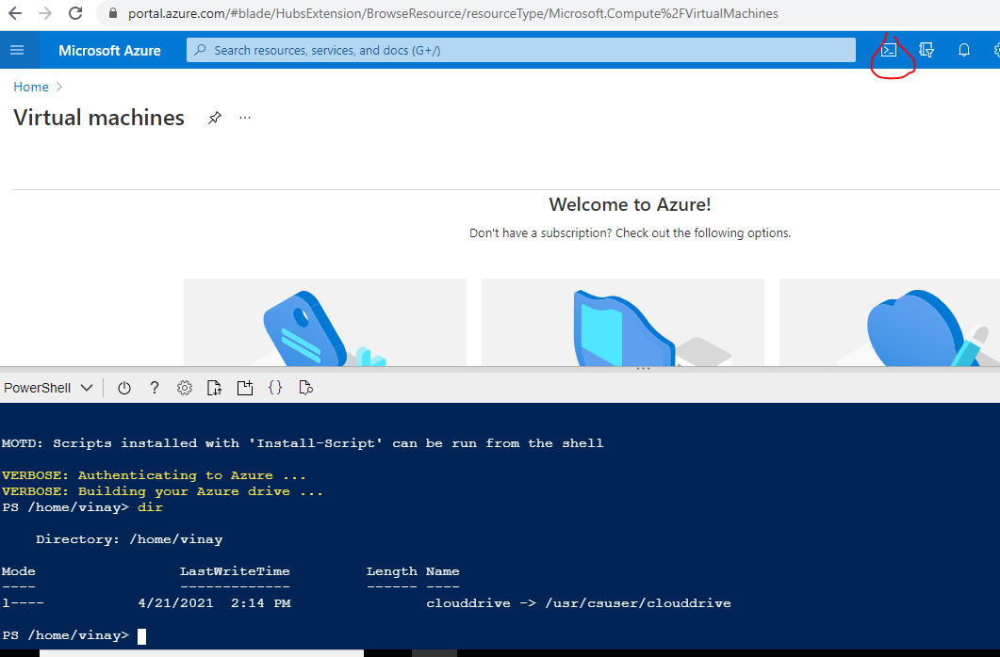 portal.azure.com/#blade/HubsExtension/BrowseResource/resourceType/Microsoft.Compute%2FVirtualMachines
Microsoft Azure
Search resources, services, and docs (G+/)
Home
Virtual machines
Welcome to Azure!
Don't have a subscription? Check out the following options.
PowerShell
MOTD: Scripts installed with 'Install-Script' can be run from the shell
VERBOSE: Authenticating to Azure ...
VERBOSE: Building your Azure drive ...
PS /home/vinay> dir
Directory: /home/vinay
Mode LastWriteTime Length Name
---- ------------- ------ ----
l---- 4/21/2021 2:14 PM clouddrive -> /usr/csuser/clouddrive
PS /home/vinay>